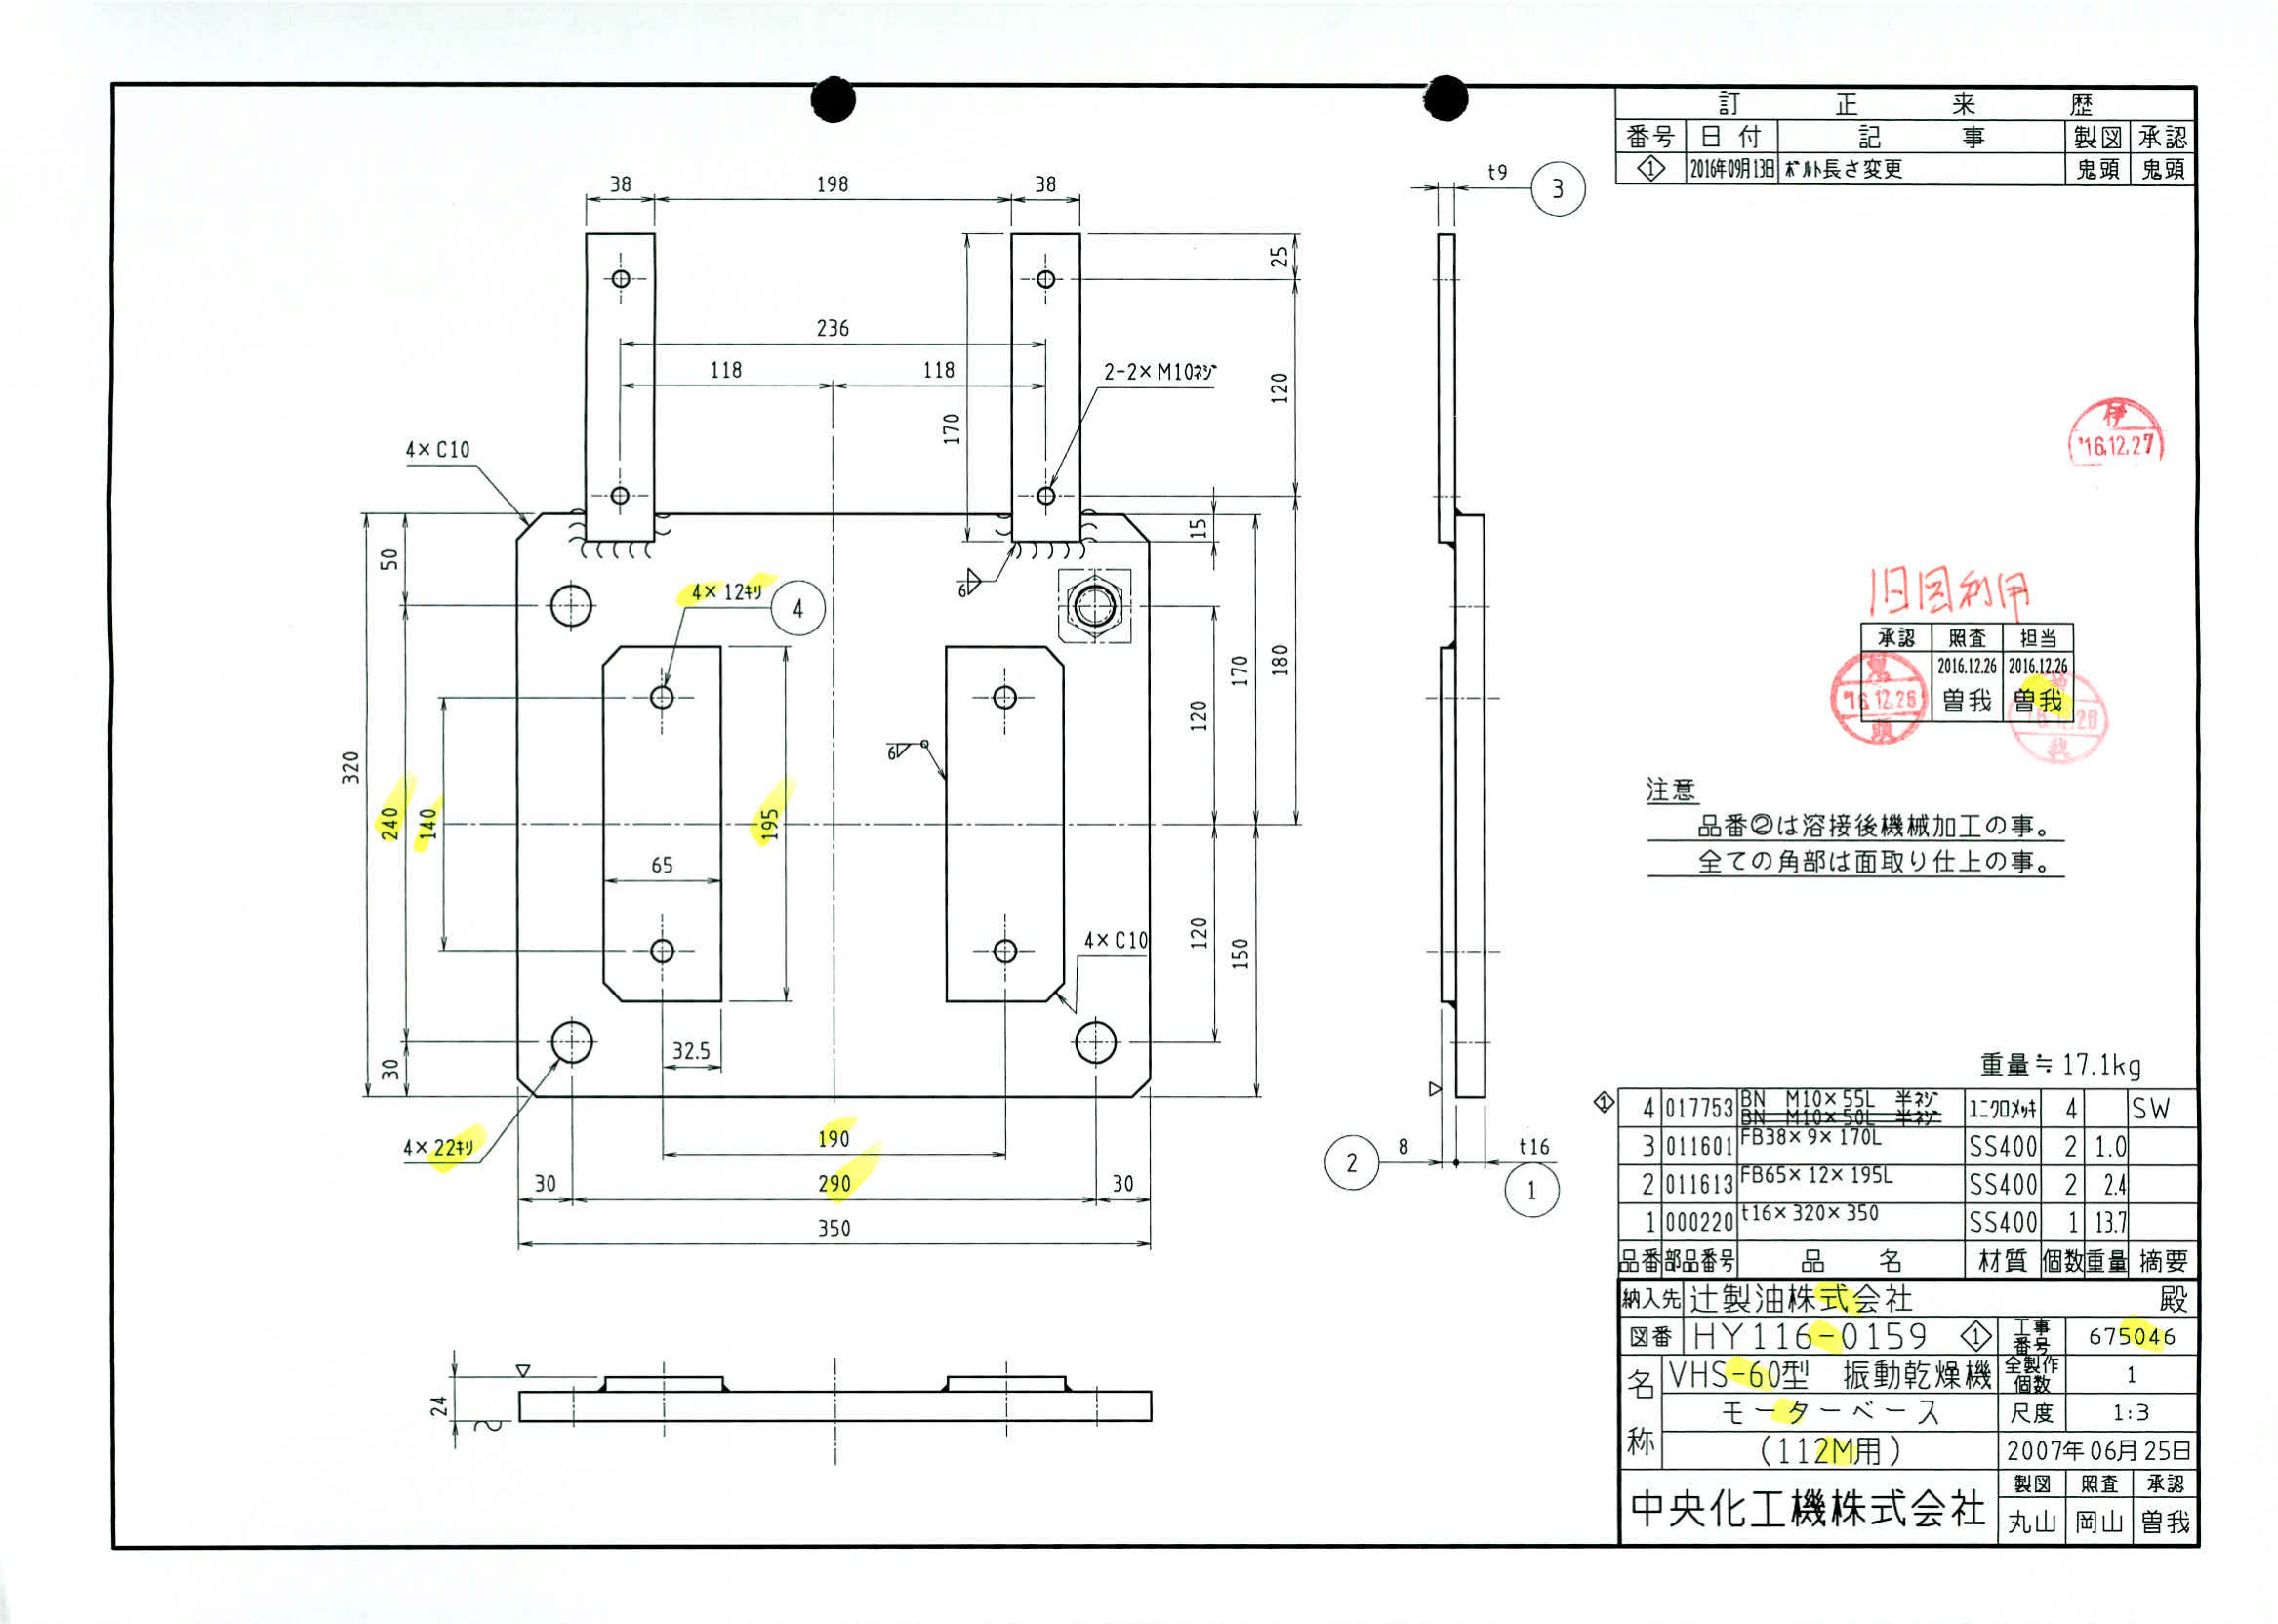 訂正来歴
番号 日付 記事 製図 承認
1 2016年09月13日 ボルト長さ変更 鬼頭 鬼頭
38 198 38
t9 3
25
236
118 118
2-2×M10ネジ
120
170
4×C10
15
50
6
4×12キリ 4
180
170
120
6
320
240
140
195
65
4×C10
120
150
32.5
30
4×22キリ
190
30 290 30
350
2 8 t16
1
24
'16.12.27
旧図利用
承認 照査 担当
2016.12.26 2016.12.26
曽我 曽我
'16.12.26
注意
品番②は溶接後機械加工の事。
全ての角部は面取り仕上の事。
重量≒17.1kg
1 4 017753 BN M10×55L 半ネジ ユニクロメッキ 4 SW
BN M10×50L 半ネジ
3 011601 FB38×9×170L SS400 2 1.0
2 011613 FB65×12×195L SS400 2 2.4
1 000220 t16×320×350 SS400 1 13.7
品番 部品番号 品名 材質 個数 重量 摘要
納入先 辻製油株式会社 殿
図番 HY116-0159 1 工事番号 675046
名称 VHS-60型 振動乾燥機 全製作個数 1
モーターベース 尺度 1:3
(112M用) 2007年06月25日
中央化工機株式会社 製図 照査 承認
丸山 岡山 曽我